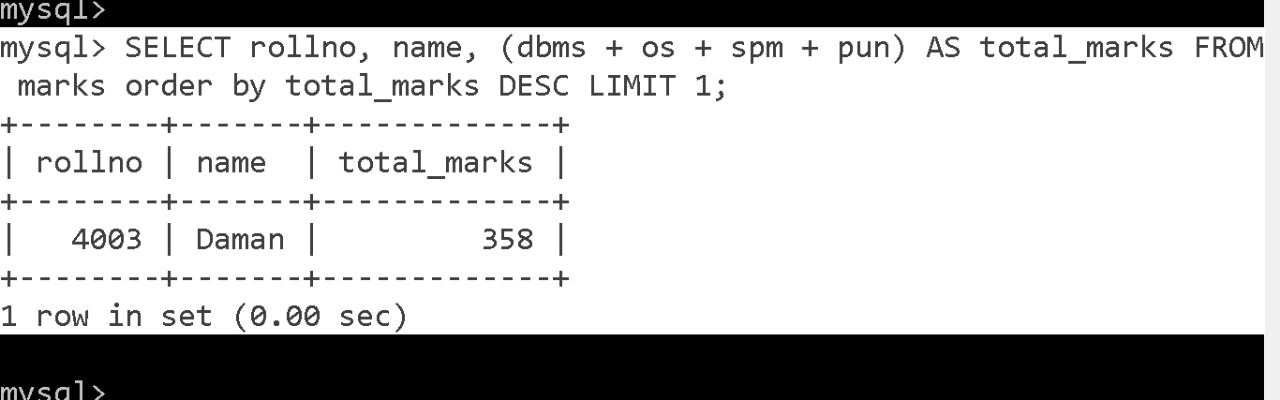 mysql>
mysql> SELECT rollno, name, (dbms + os + spm + pun) AS total_marks FROM
 marks order by total_marks DESC LIMIT 1;
+--------+-------+-------------+
| rollno | name  | total_marks |
+--------+-------+-------------+
|   4003 | Daman |         358 |
+--------+-------+-------------+
1 row in set (0.00 sec)
mysql>